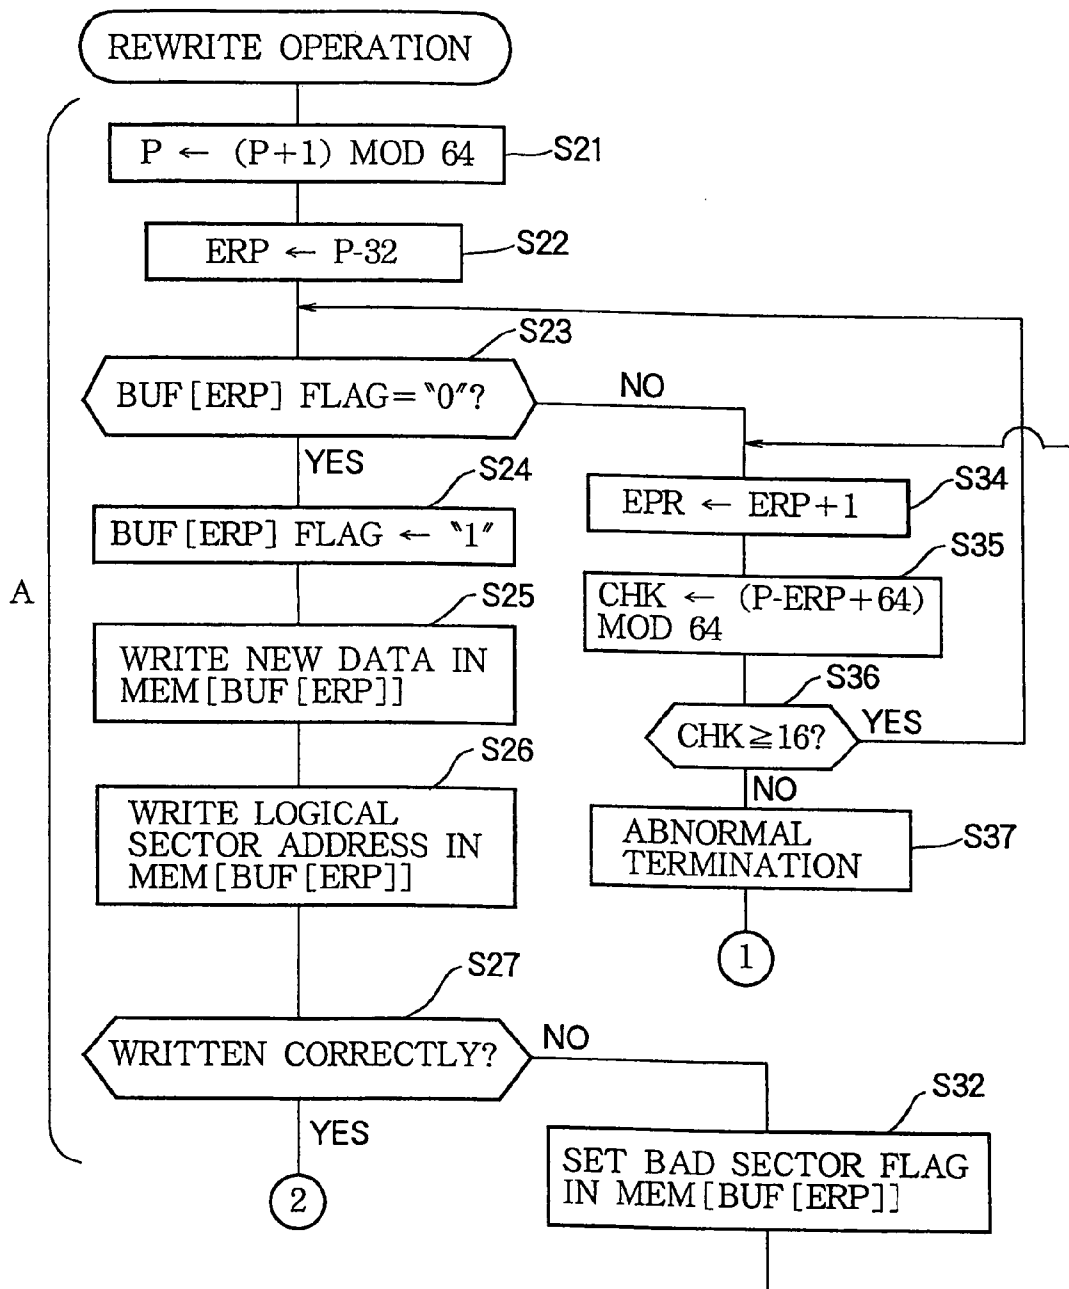 REWRITE OPERATION
P ← (P+1) MOD 64
S21
ERP ← P-32
S22
S23
BUF[ERP] FLAG="0"?
NO
YES
S24
BUF[ERP] FLAG ← "1"
S34
EPR ← ERP+1
S35
CHK ← (P-ERP+64)
MOD 64
A
S25
WRITE NEW DATA IN
MEM[BUF[ERP]]
S36
CHK≧16?
YES
NO
S26
WRITE LOGICAL
SECTOR ADDRESS IN
MEM[BUF[ERP]]
S37
ABNORMAL
TERMINATION
1
S27
WRITTEN CORRECTLY?
NO
YES
2
S32
SET BAD SECTOR FLAG
IN MEM[BUF[ERP]]